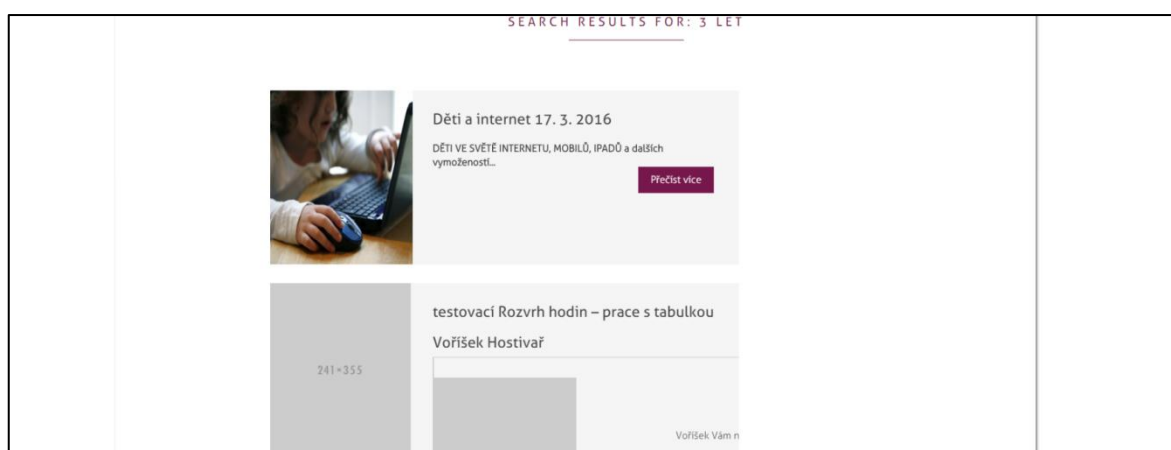 SEARCH RESULTS FOR: 3 LET
Děti a internet 17. 3. 2016
DĚTI VE SVĚTĚ INTERNETU, MOBILŮ, IPADŮ a dalších
vymožeností...
Přečíst více
testovací Rozvrh hodin – prace s tabulkou
Voříšek Hostivař
241×355
Voříšek Vám n